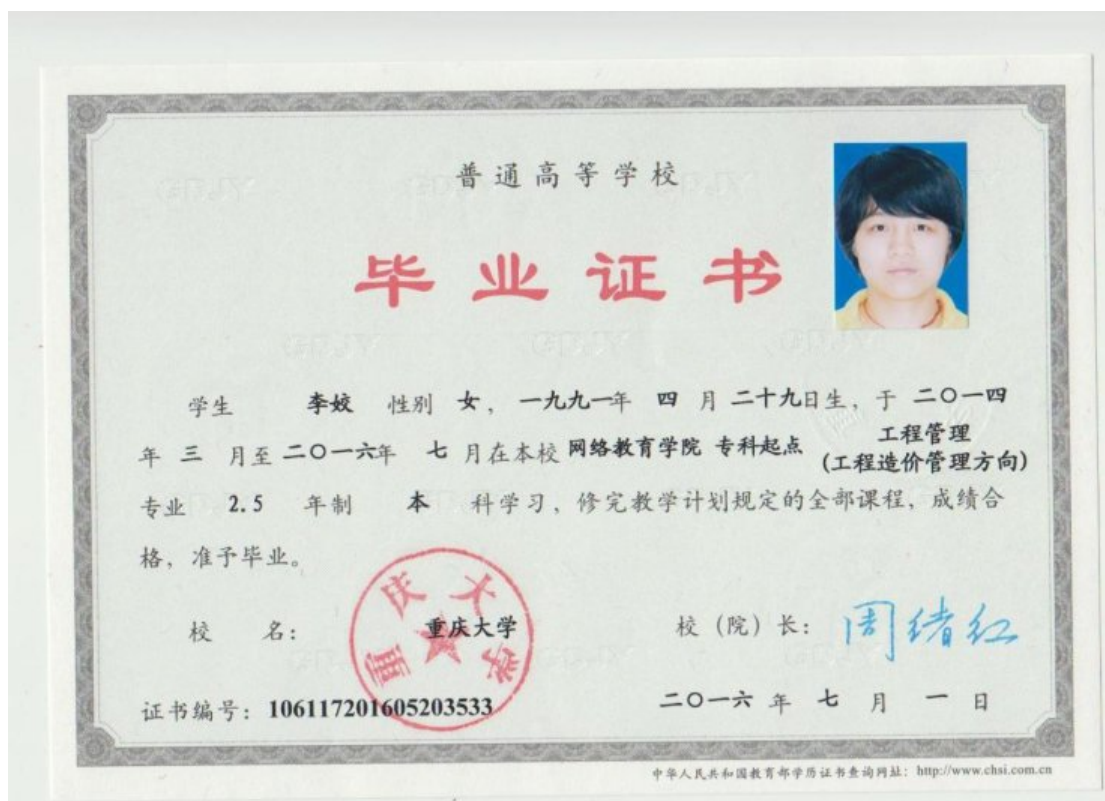 普通高等学校
毕业证书
学生 李姣 性别 女，一九九一年 四 月 二十九日生，于 二〇一四
年 三 月至 二〇一六年 七 月在本校 网络教育学院 专科起点 工程管理
(工程造价管理方向)
专业 2.5 年制 本 科学习，修完教学计划规定的全部课程，成绩合
格，准予毕业。
校 名： 重庆大学
重庆大学
校（院）长： 周绪红
证书编号：106117201605203533
二〇一六 年 七 月 一 日
中华人民共和国教育部学历证书查询网址：http://www.chsi.com.cn